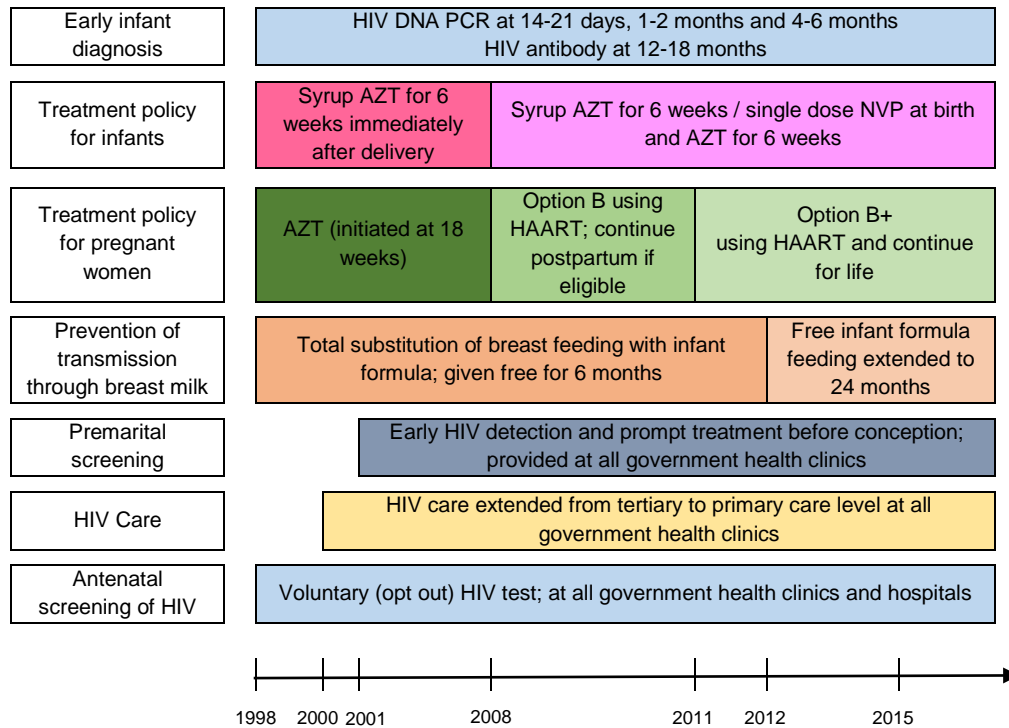 Early infant
diagnosis
HIV DNA PCR at 14-21 days, 1-2 months and 4-6 months
HIV antibody at 12-18 months
Treatment policy
for infants
Syrup AZT for 6
weeks immediately
after delivery
Syrup AZT for 6 weeks / single dose NVP at birth
and AZT for 6 weeks
Treatment policy
for pregnant
women
AZT (initiated at 18
weeks)
Option B using
HAART; continue
postpartum if
eligible
Option B+
using HAART and continue
for life
Prevention of
transmission
through breast milk
Total substitution of breast feeding with infant
formula; given free for 6 months
Free infant formula
feeding extended to
24 months
Premarital
screening
Early HIV detection and prompt treatment before conception;
provided at all government health clinics
HIV Care
HIV care extended from tertiary to primary care level at all
government health clinics
Antenatal
screening of HIV
Voluntary (opt out) HIV test; at all government health clinics and hospitals
1998 2000 2001 2008 2011 2012 2015